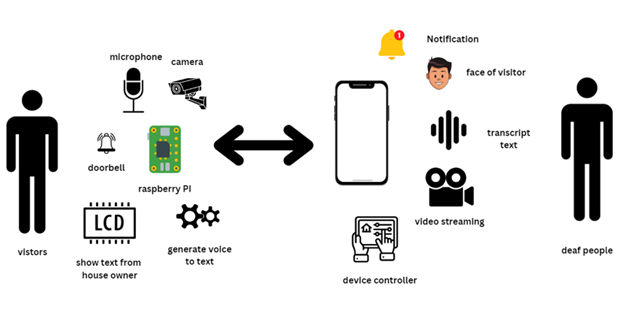 microphone
camera
doorbell
raspberry PI
LCD
vistors
show text from
house owner
generate voice
to text
1
Notification
face of visitor
transcript
text
video streaming
device controller
deaf people